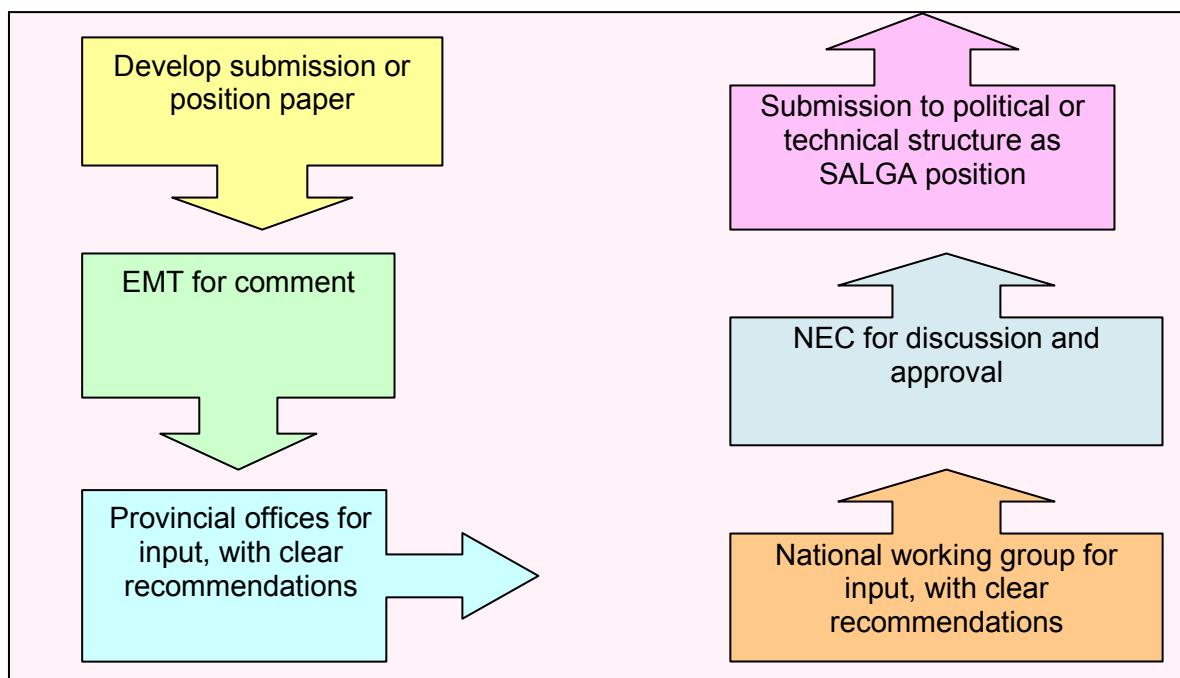 Develop submission or
position paper
EMT for comment
Provincial offices for
input, with clear
recommendations
National working group for
input, with clear
recommendations
NEC for discussion and
approval
Submission to political or
technical structure as
SALGA position